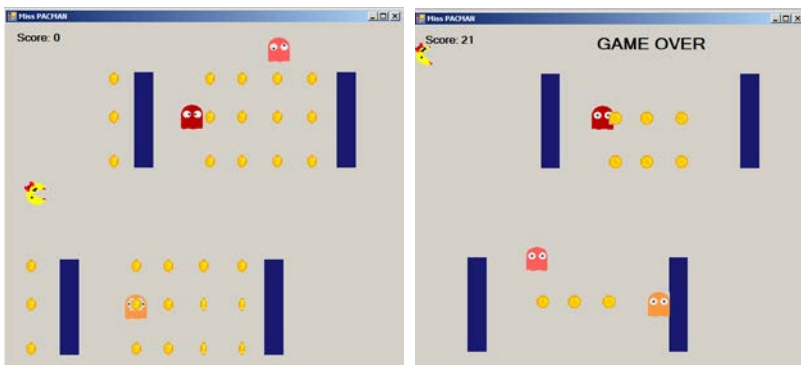 Miss PACMAN
Score: 0
Miss PACMAN
Score: 21
GAME OVER